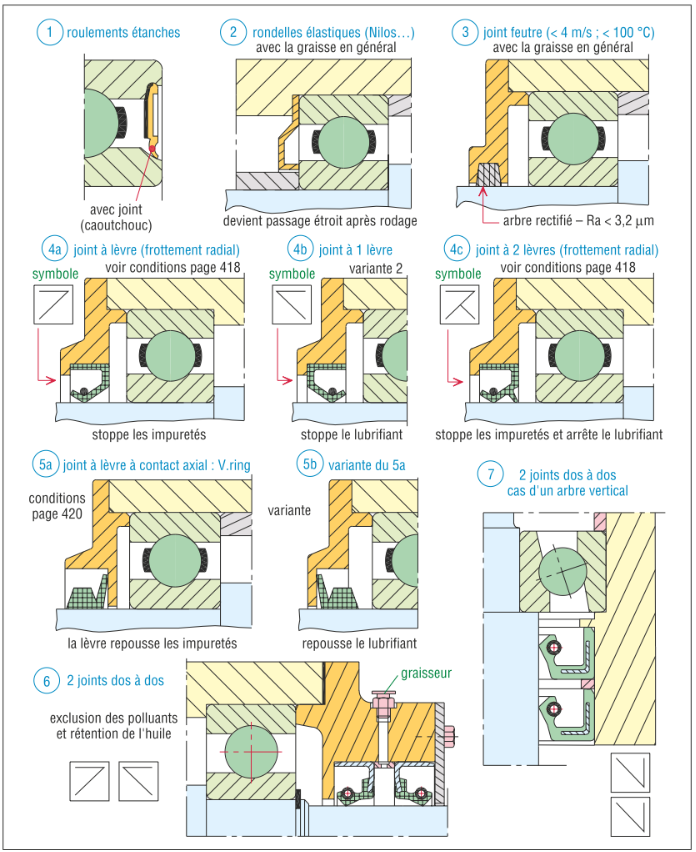 1 roulements étanches
avec joint
(caoutchouc)
2 rondelles élastiques (Nilos...)
avec la graisse en général
devient passage étroit après rodage
3 joint feutre (< 4 m/s ; < 100 °C)
avec la graisse en général
arbre rectifié – Ra < 3,2 µm
4a joint à lèvre (frottement radial)
voir conditions page 418
symbole
stoppe les impuretés
4b joint à 1 lèvre
variante 2
symbole
stoppe le lubrifiant
4c joint à 2 lèvres (frottement radial)
voir conditions page 418
symbole
stoppe les impuretés et arrête le lubrifiant
5a joint à lèvre à contact axial : V.ring
conditions
page 420
la lèvre repousse les impuretés
5b variante du 5a
variante
repousse le lubrifiant
7 2 joints dos à dos
cas d'un arbre vertical
6 2 joints dos à dos
exclusion des polluants
et rétention de l'huile
graisseur